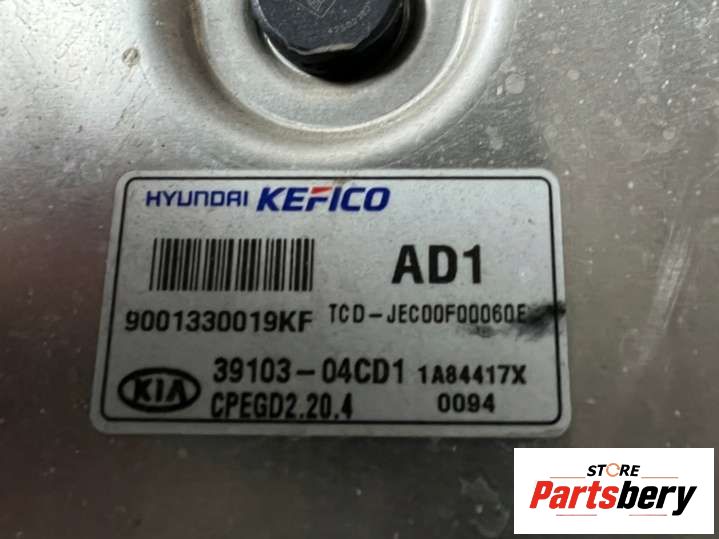 HYUNDAI KEFICO
AD1
9001330019KF
TCD-JEC00F00060E
39103-04CD1
1A84417X
KIA
CPEGD2.20.4
0094
STORE
Partsbery